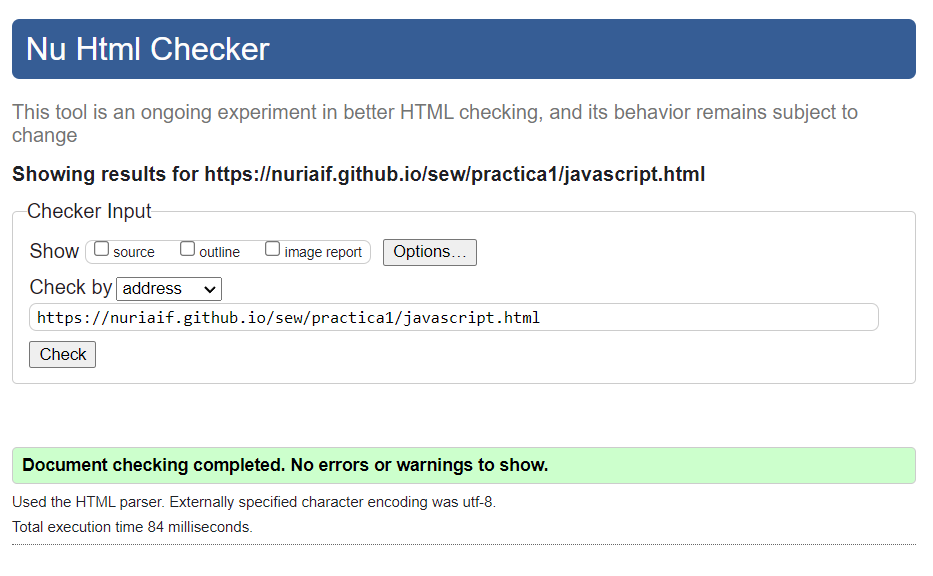 Nu Html Checker
This tool is an ongoing experiment in better HTML checking, and its behavior remains subject to
change
Showing results for https://nuriaif.github.io/sew/practica1/javascript.html
Checker Input
Show source outline image report Options...
Check by address
https://nuriaif.github.io/sew/practica1/javascript.html
Check
Document checking completed. No errors or warnings to show.
Used the HTML parser. Externally specified character encoding was utf-8.
Total execution time 84 milliseconds.